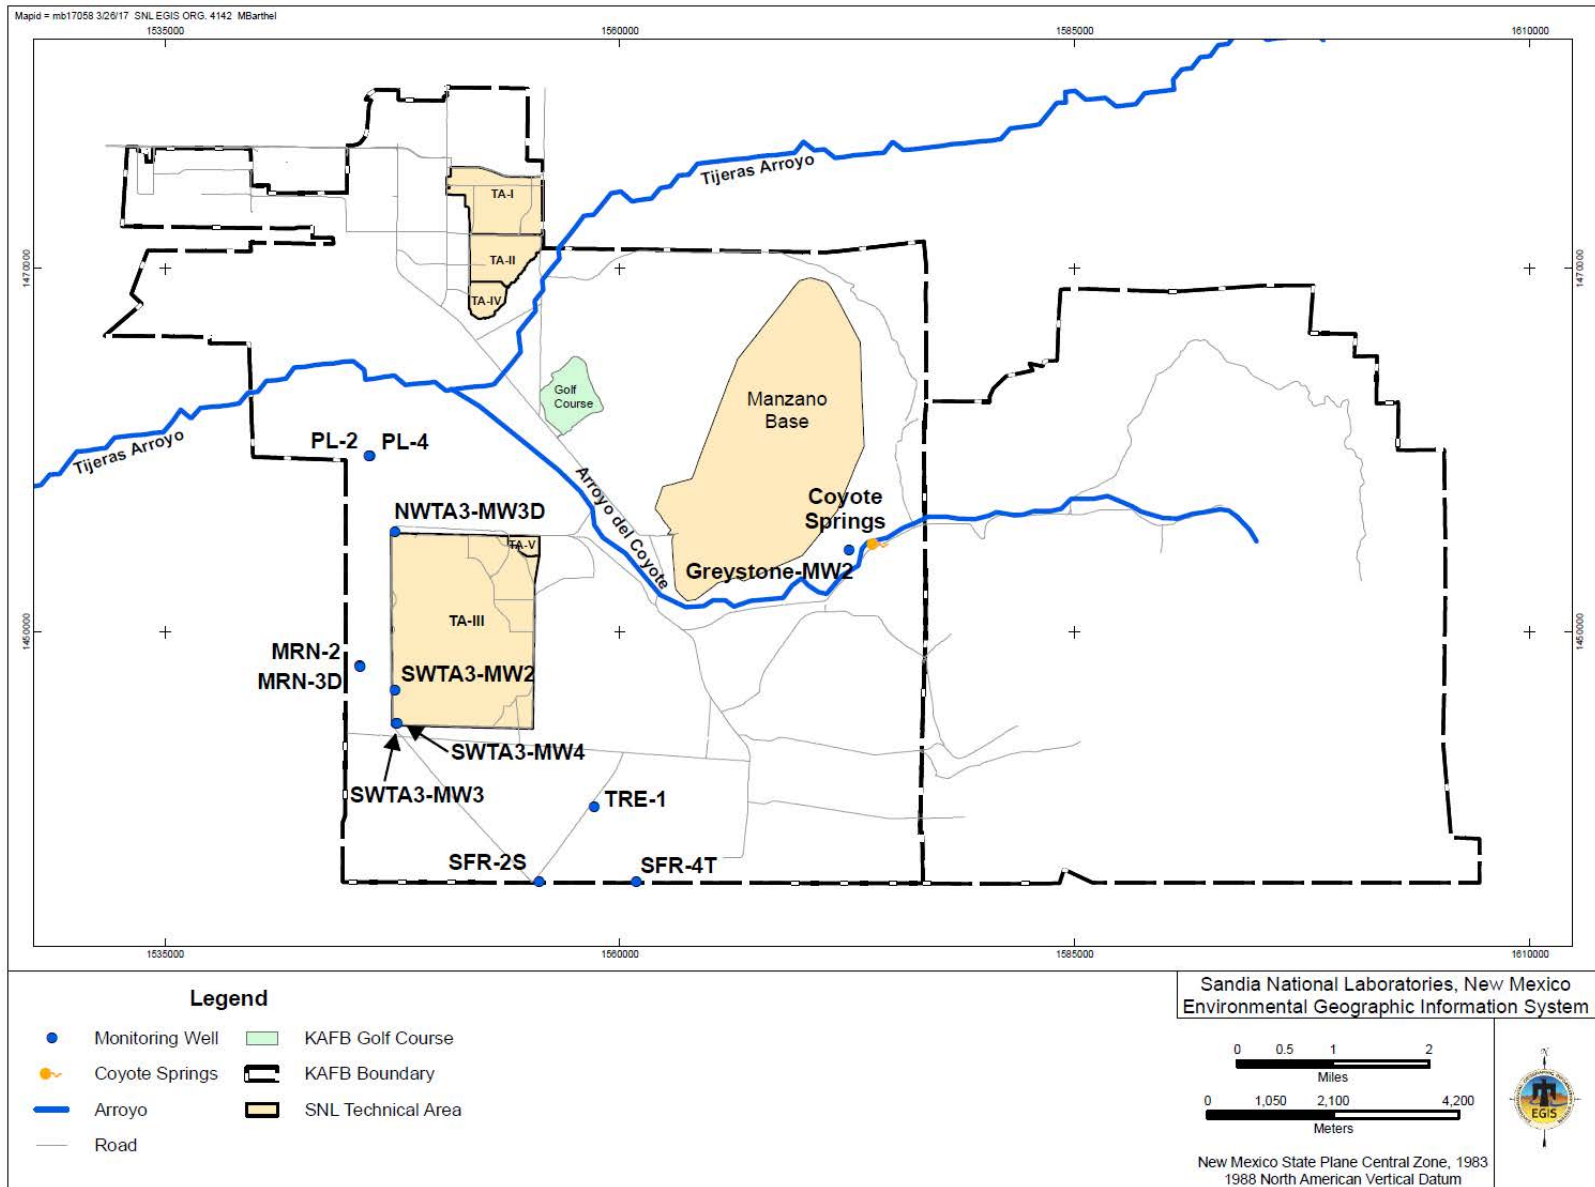 Mapid = mb17058 3/26/17 SNL EGIS ORG. 4142 MBarthel
1535000
1560000
1585000
1610000
Tijeras Arroyo
TA-I
TA-II
TA-IV
1470000
1470000
Golf
Course
Manzano
Base
Tijeras Arroyo
PL-2
PL-4
Arroyo del Coyote
NWTA3-MW3D
Coyote
Springs
TA-V
Greystone-MW2
TA-III
1450000
1450000
MRN-2
MRN-3D
SWTA3-MW2
SWTA3-MW4
SWTA3-MW3
TRE-1
SFR-2S
SFR-4T
1535000
1560000
1585000
1610000
Legend
Monitoring Well
KAFB Golf Course
Coyote Springs
KAFB Boundary
Arroyo
SNL Technical Area
Road
Sandia National Laboratories, New Mexico
Environmental Geographic Information System
0 0.5 1 2
Miles
0 1,050 2,100 4,200
Meters
New Mexico State Plane Central Zone, 1983
1988 North American Vertical Datum
N
EGIS